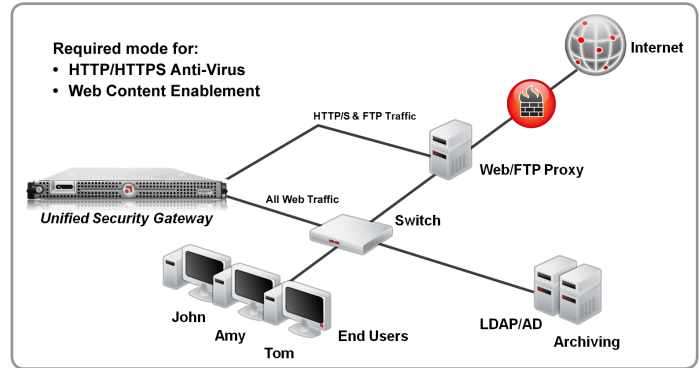 Required mode for:
• HTTP/HTTPS Anti-Virus
• Web Content Enablement
Internet
HTTP/S & FTP Traffic
Web/FTP Proxy
All Web Traffic
Unified Security Gateway
Switch
John
Amy
Tom
End Users
LDAP/AD
Archiving